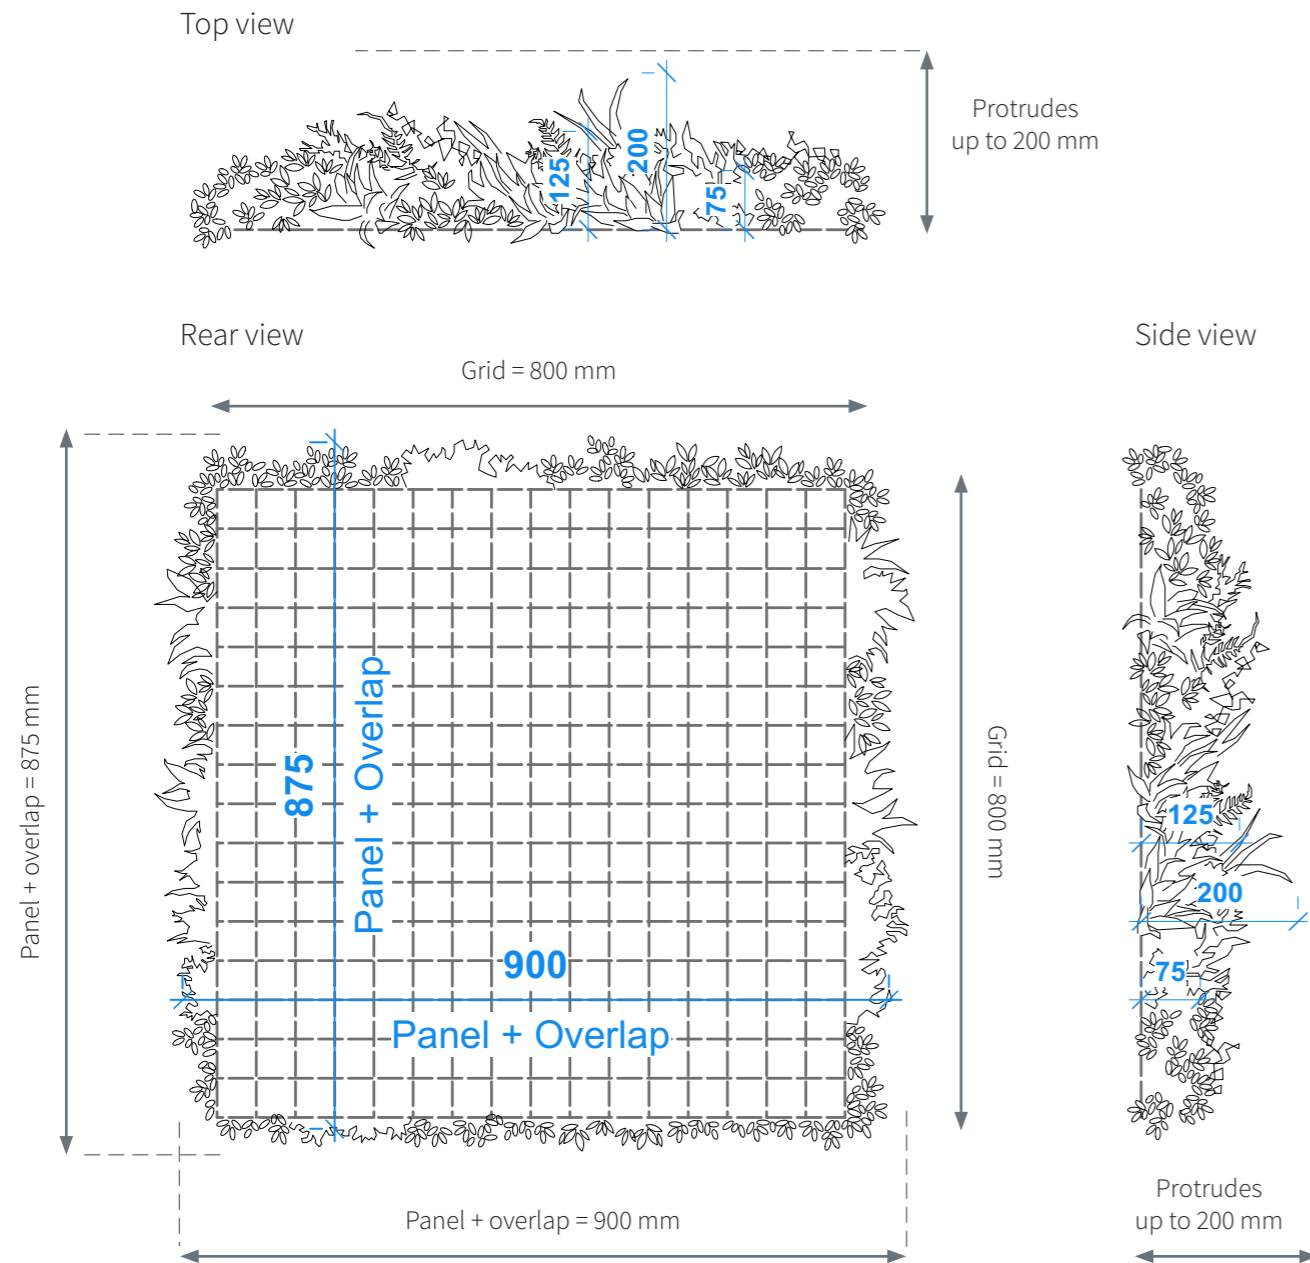 Top view
Protrudes
up to 200 mm
125
200
75
Rear view
Side view
Grid = 800 mm
Panel + overlap = 875 mm
875
Panel + Overlap
Grid = 800 mm
900
Panel + Overlap
125
200
75
Panel + overlap = 900 mm
Protrudes
up to 200 mm